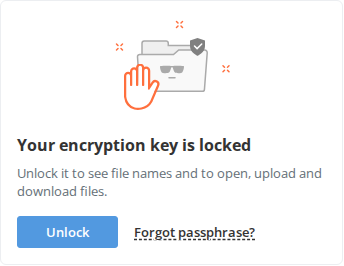 Your encryption key is locked
Unlock it to see file names and to open, upload and
download files.
Unlock
Forgot passphrase?